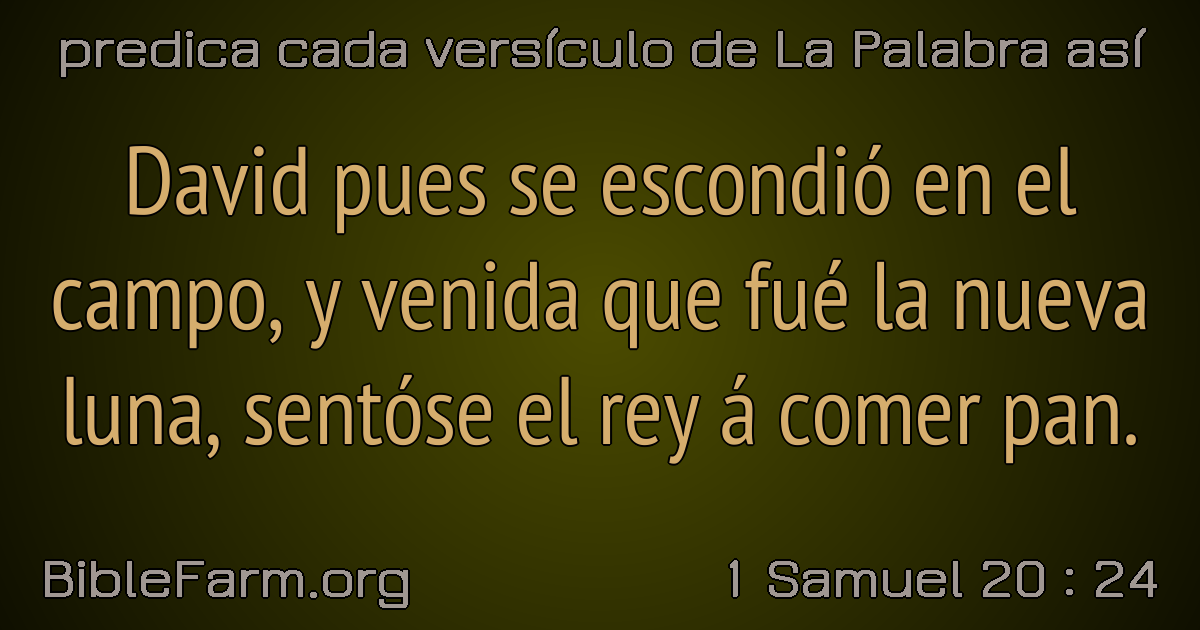 predica cada versículo de La Palabra así
David pues se escondió en el
campo, y venida que fué la nueva
luna, sentóse el rey á comer pan.
BibleFarm.org
1 Samuel 20 : 24